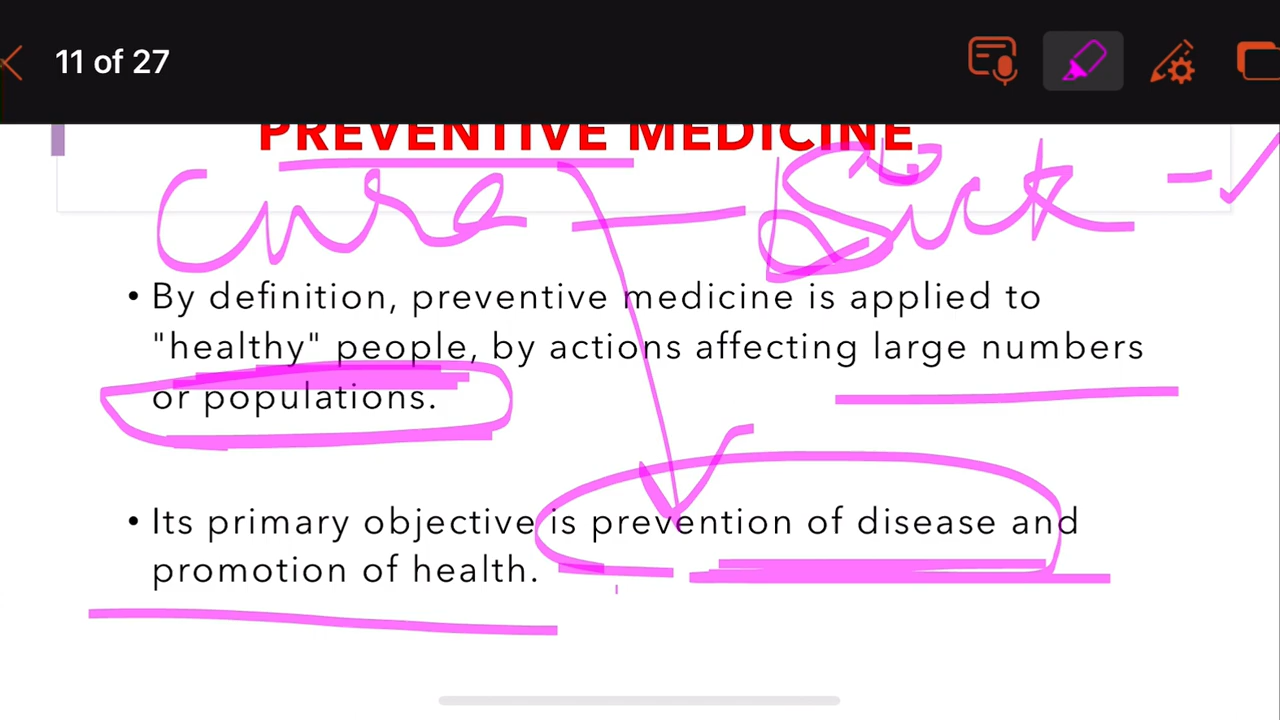 11 of 27
PREVENTIVE MEDICINE
Cure — Sick -
• By definition, preventive medicine is applied to
"healthy" people, by actions affecting large numbers
or populations.
• Its primary objective is prevention of disease and
promotion of health.